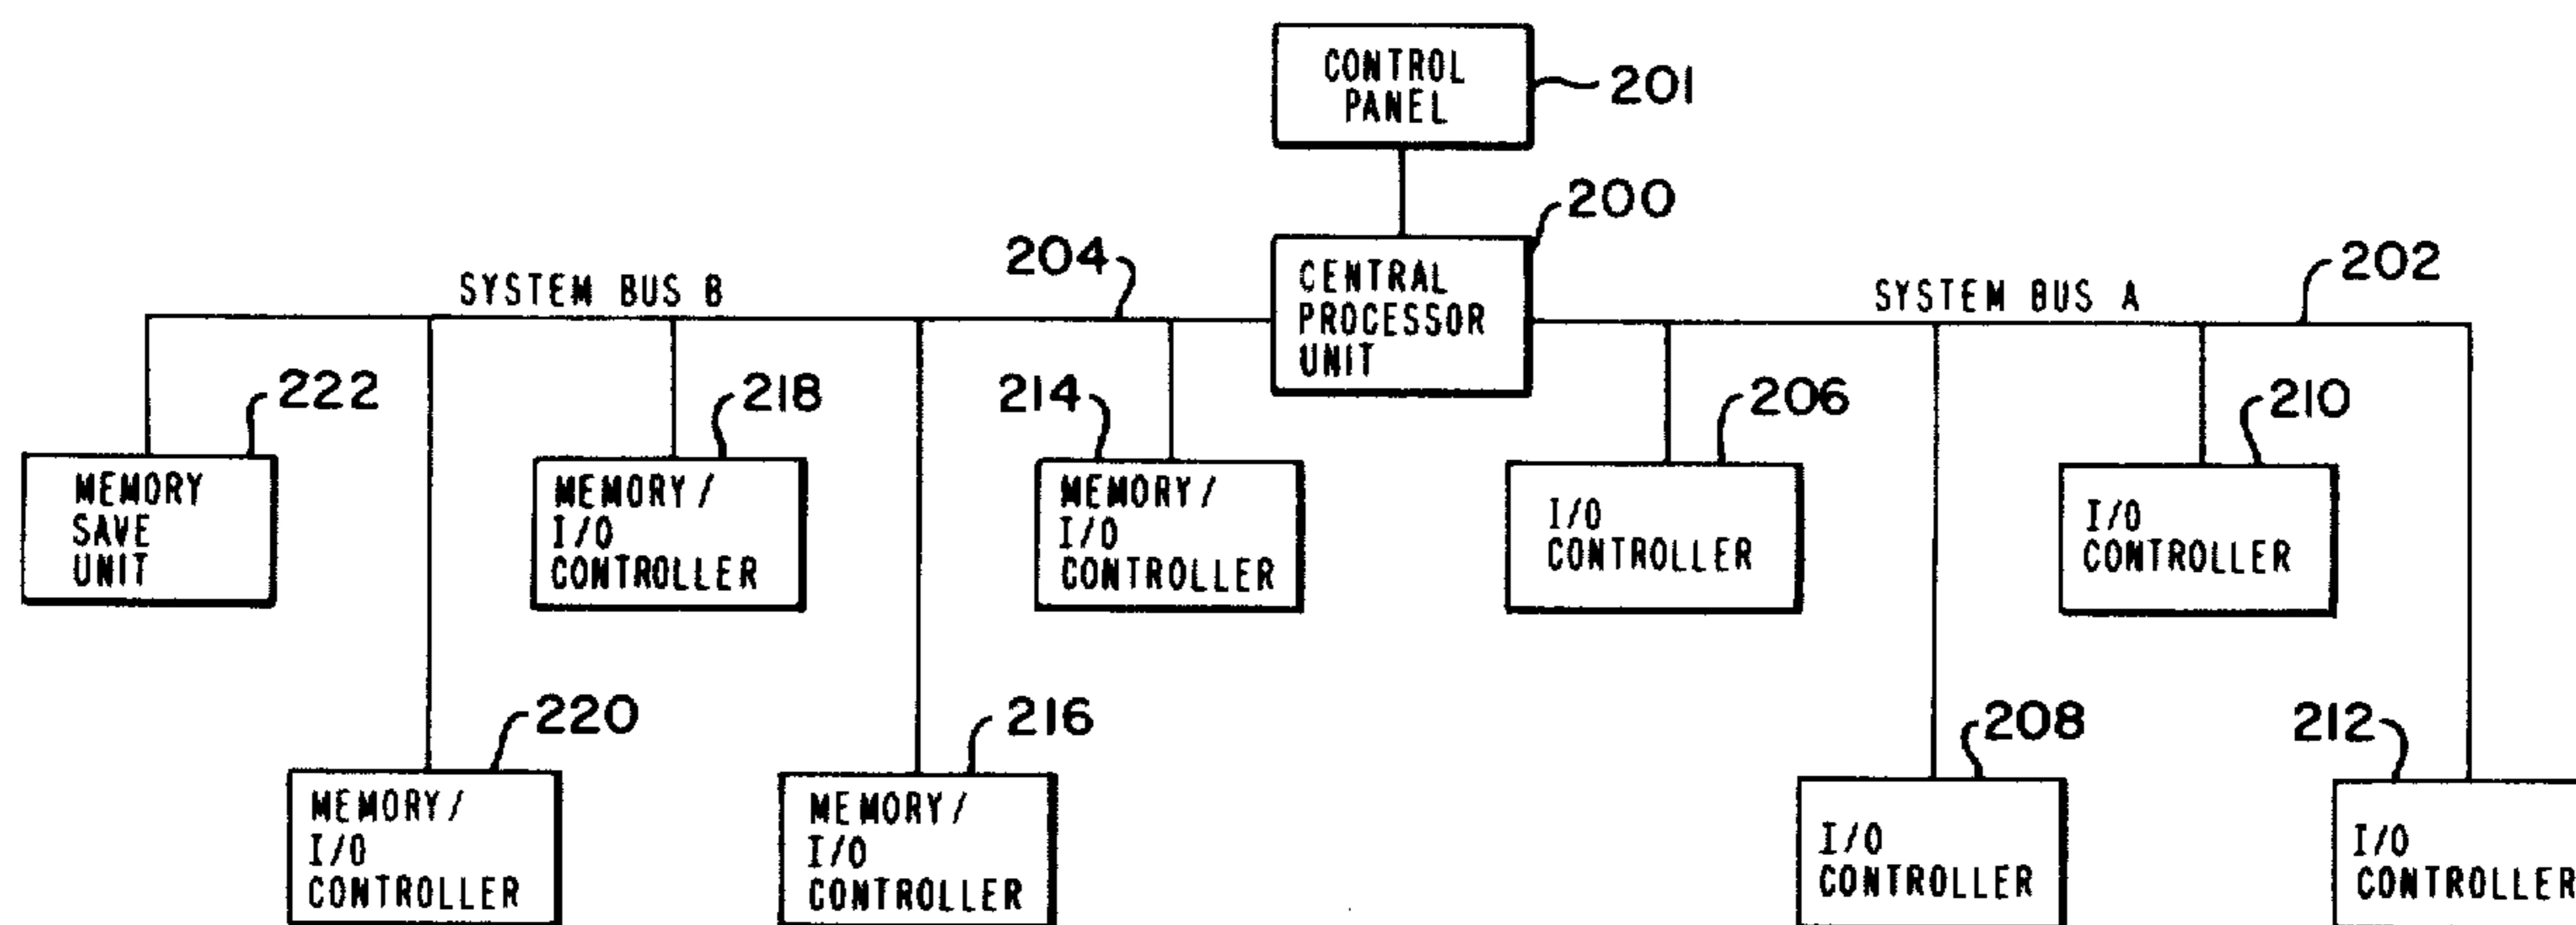 CONTROL
PANEL
201
200
204
202
SYSTEM BUS B
CENTRAL
PROCESSOR
UNIT
SYSTEM BUS A
222
218
214
206
210
MEMORY
SAVE
UNIT
MEMORY /
I/O
CONTROLLER
MEMORY /
I/O
CONTROLLER
I/O
CONTROLLER
I/O
CONTROLLER
220
216
208
212
MEMORY /
I/O
CONTROLLER
MEMORY /
I/O
CONTROLLER
I/O
CONTROLLER
I/O
CONTROLLER